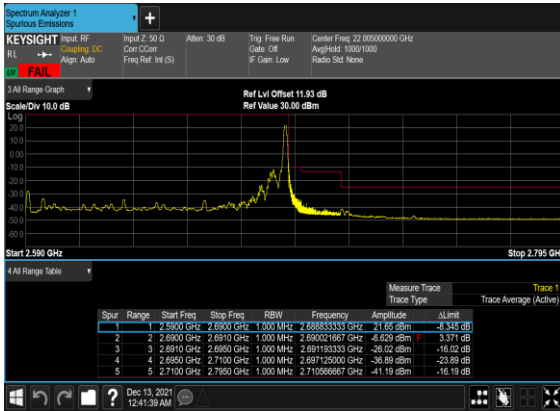 Spectrum Analyzer 1
Spurious Emissions
+
KEYSIGHT Input: RF Input Z: 50 Ω Atten: 30 dB Trig: Free Run Center Freq: 22.005000000 GHz
RL Coupling: DC Corr CCorr Gate: Off Avg|Hold: 1000/1000
Align: Auto Freq Ref: Int (S) IF Gain: Low Radio Std: None
FAIL
3 All Range Graph
Ref Lvl Offset 11.93 dB
Scale/Div 10.0 dB Ref Value 30.00 dBm
Log
20.0
10.0
0.00
-10.0
-20.0
-30.0
-40.0
-50.0
-60.0
Start 2.590 GHz Stop 2.795 GH
4 All Range Table
Measure Trace Trace 1
Trace Type Trace Average (Active)
Spur Range Start Freq Stop Freq RBW Frequency Amplitude ΔLimit
1 1 2.5900 GHz 2.6900 GHz 1.000 MHz 2.688833333 GHz 21.65 dBm -8.345 dB
2 2 2.6900 GHz 2.6910 GHz 1.000 MHz 2.690021667 GHz -6.629 dBm F 3.371 dB
3 3 2.6910 GHz 2.6950 GHz 1.000 MHz 2.691193333 GHz -26.02 dBm -16.02 dB
4 4 2.6950 GHz 2.7100 GHz 1.000 MHz 2.697125000 GHz -36.89 dBm -23.89 dB
5 5 2.7100 GHz 2.7950 GHz 1.000 MHz 2.710566667 GHz -41.19 dBm -16.19 dB
? Dec 13, 2021
12:41:39 AM